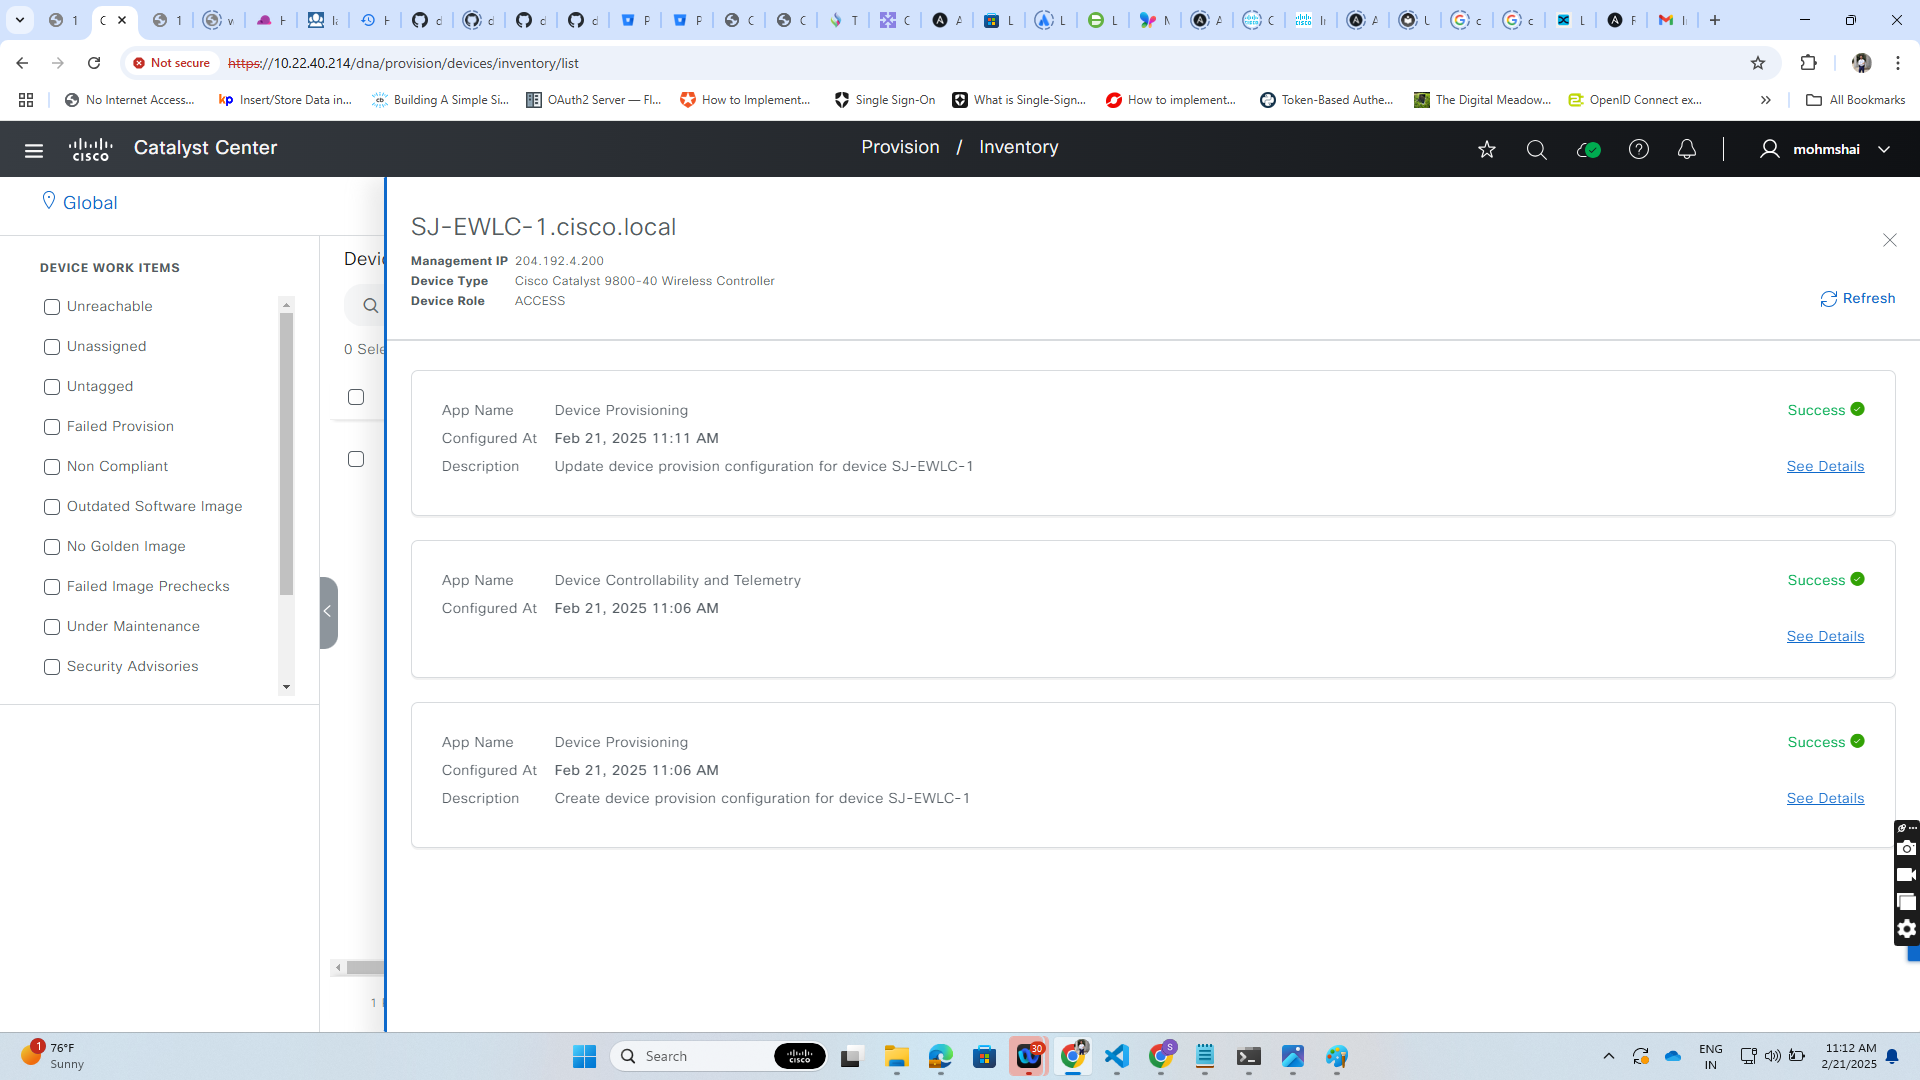 Not secure
https://10.22.40.214/dna/provision/devices/inventory/list
No Internet Access...
Insert/Store Data in...
Building A Simple Si...
OAuth2 Server — Fl...
How to Implement...
Single Sign-On
What is Single-Sign...
How to implement...
Token-Based Authe...
The Digital Meadow...
OpenID Connect ex...
All Bookmarks
cisco
Catalyst Center
Provision / Inventory
mohmshai
Global
DEVICE WORK ITEMS
Unreachable
Unassigned
Untagged
Failed Provision
Non Compliant
Outdated Software Image
No Golden Image
Failed Image Prechecks
Under Maintenance
Security Advisories
0 Sele
SJ-EWLC-1.cisco.local
Management IP 204.192.4.200
Device Type Cisco Catalyst 9800-40 Wireless Controller
Device Role ACCESS
Refresh
App Name Device Provisioning Success
Configured At Feb 21, 2025 11:11 AM
Description Update device provision configuration for device SJ-EWLC-1 See Details
App Name Device Controllability and Telemetry Success
Configured At Feb 21, 2025 11:06 AM
See Details
App Name Device Provisioning Success
Configured At Feb 21, 2025 11:06 AM
Description Create device provision configuration for device SJ-EWLC-1 See Details
1
76°F
Sunny
Search
cisco
30
ENG
IN
11:12 AM
2/21/2025